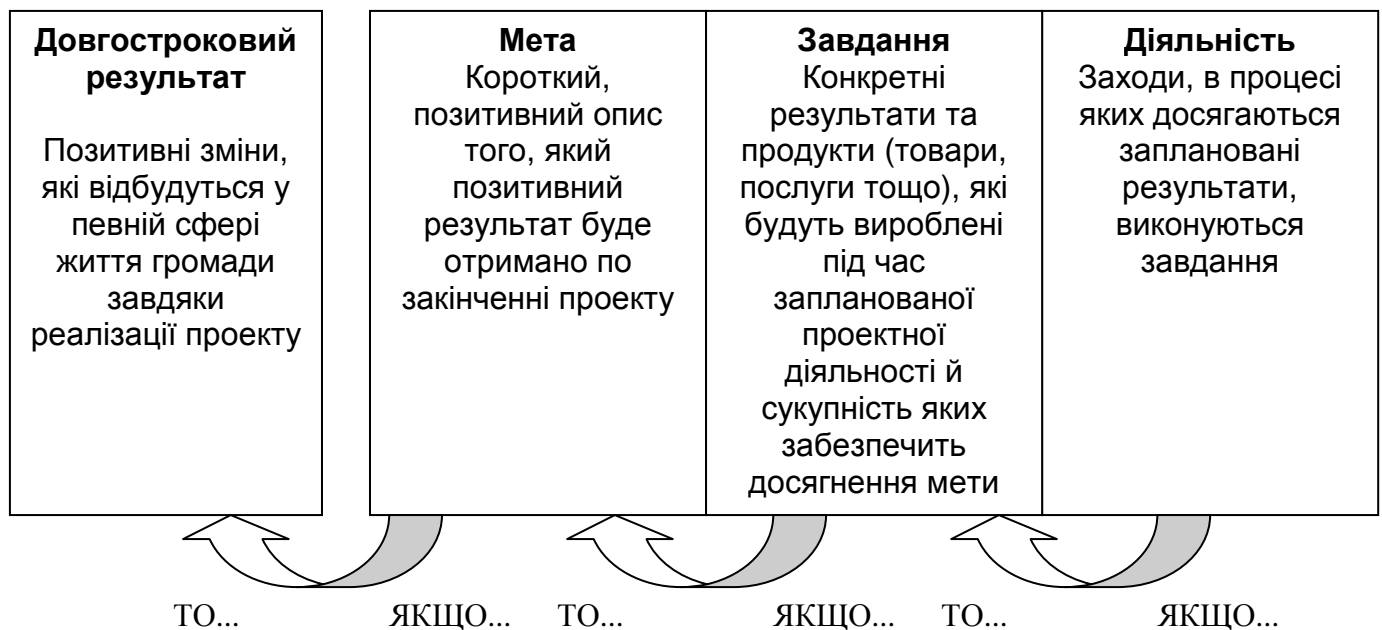 Довгостроковий
результат
Позитивні зміни,
які відбудуться у
певній сфері
життя громади
завдяки
реалізації проекту
Мета
Короткий,
позитивний опис
того, який
позитивний
результат буде
отримано по
закінченні проекту
Завдання
Конкретні
результати та
продукти (товари,
послуги тощо), які
будуть вироблені
під час
запланованої
проектної
діяльності й
сукупність яких
забезпечить
досягнення мети
Діяльність
Заходи, в процесі
яких досягаються
заплановані
результати,
виконуються
завдання
ТО... ЯКЩО... ТО... ЯКЩО... ТО... ЯКЩО...